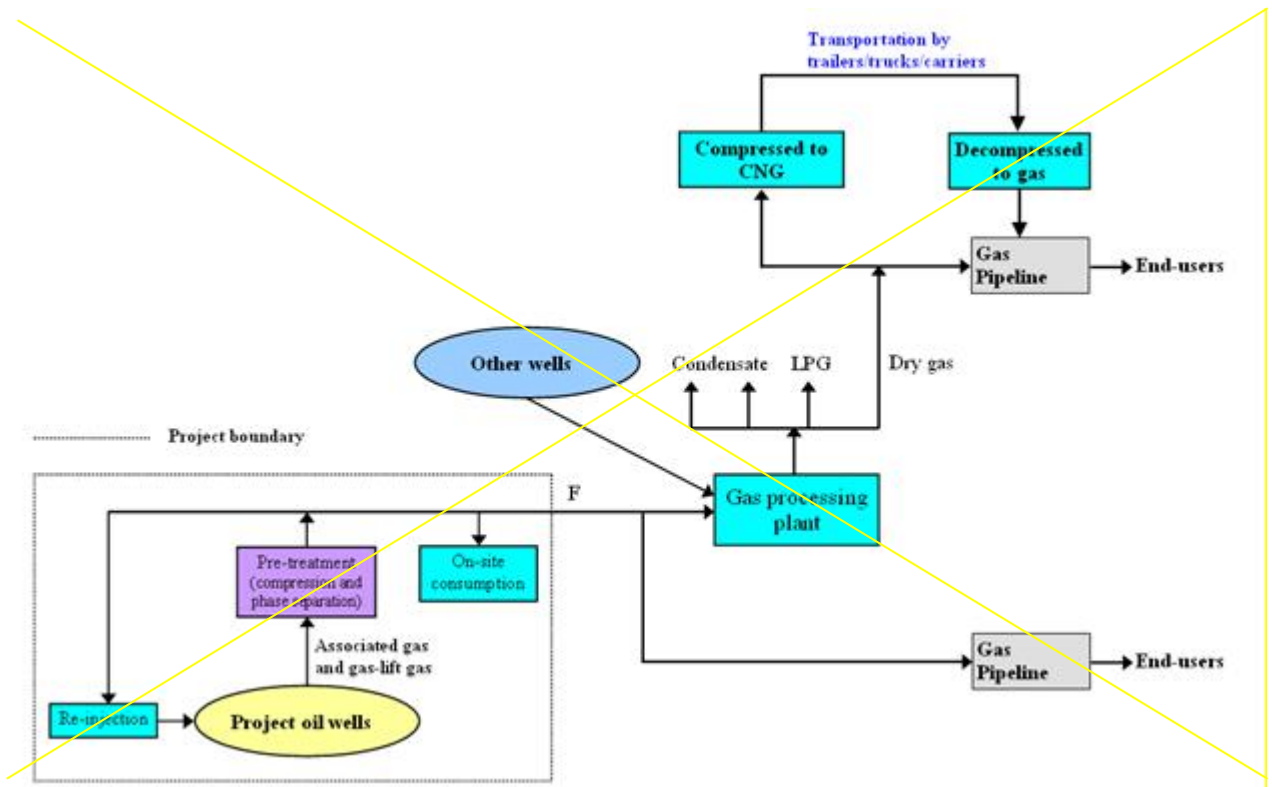 Transportation by
trailers/trucks/carriers
Compressed to
CNG
Decompressed
to gas
Gas
Pipeline
End-users
Other wells
Condensate
LPG
Dry gas
Project boundary
F
Gas processing
plant
Pre-treatment
(compression and
phase separation)
On-site
consumption
Associated gas
and gas-lift gas
Gas
Pipeline
End-users
Re-injection
Project oil wells